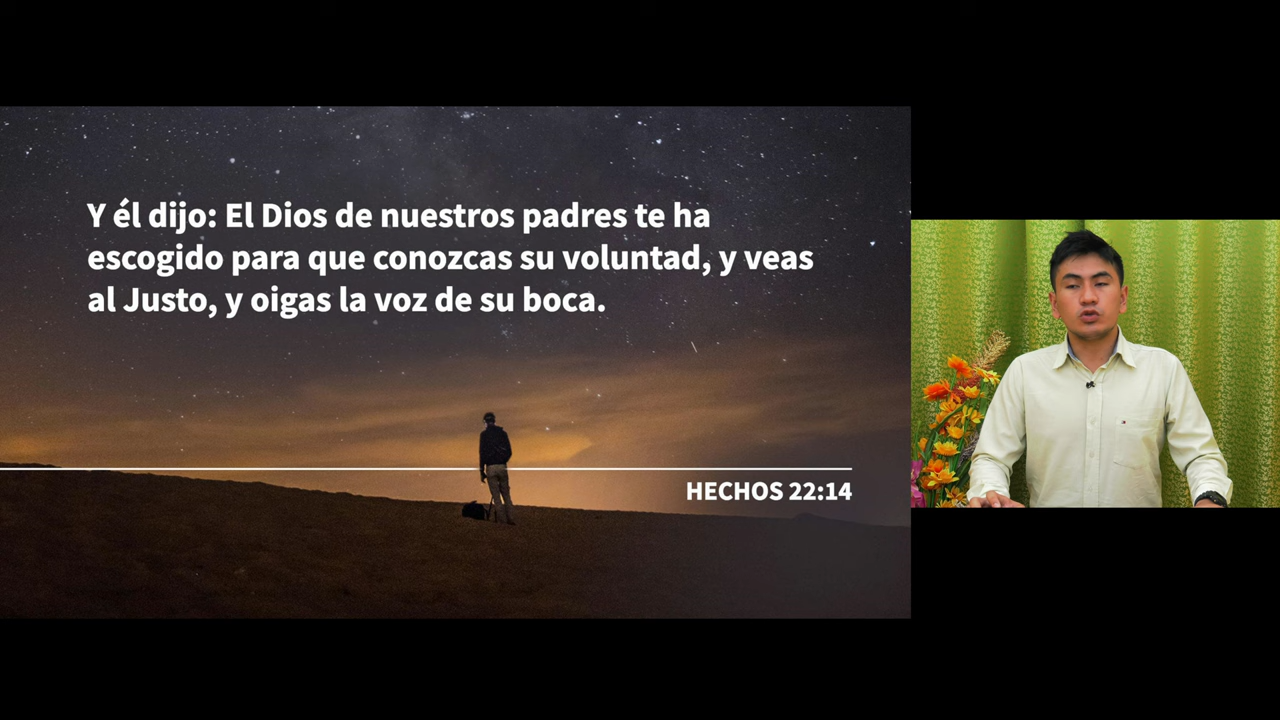 Y él dijo: El Dios de nuestros padres te ha
escogido para que conozcas su voluntad, y veas
al Justo, y oigas la voz de su boca.
HECHOS 22:14